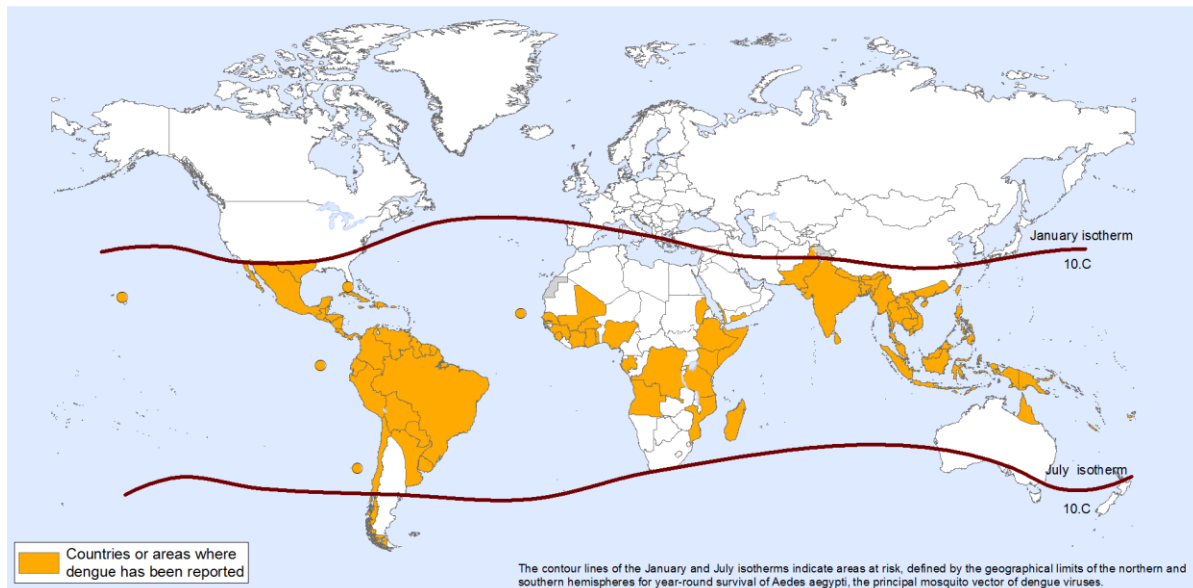 January isotherm
10.C
July isotherm
10.C
Countries or areas where
dengue has been reported
The contour lines of the January and July isotherms indicate areas at risk, defined by the geographical limits of the northern and
southern hemispheres for year-round survival of Aedes aegypti, the principal mosquito vector of dengue viruses.